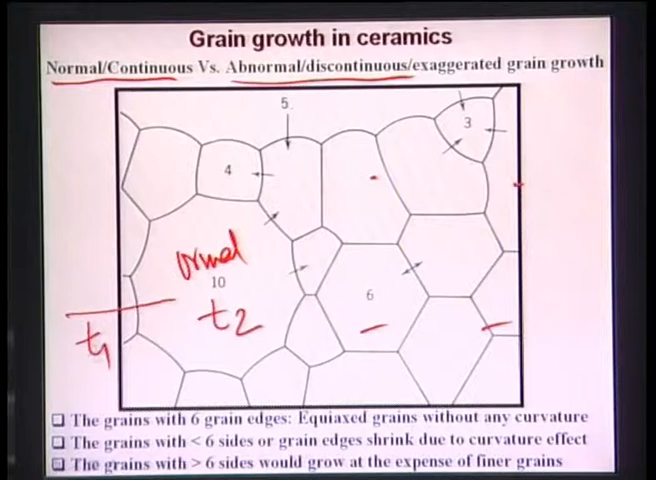 Grain growth in ceramics
Normal/Continuous Vs. Abnormal/discontinuous/exaggerated grain growth
5
3
4
ormal
10
6
t2
t1
❑ The grains with 6 grain edges: Equiaxed grains without any curvature
❑ The grains with < 6 sides or grain edges shrink due to curvature effect
❑ The grains with > 6 sides would grow at the expense of finer grains